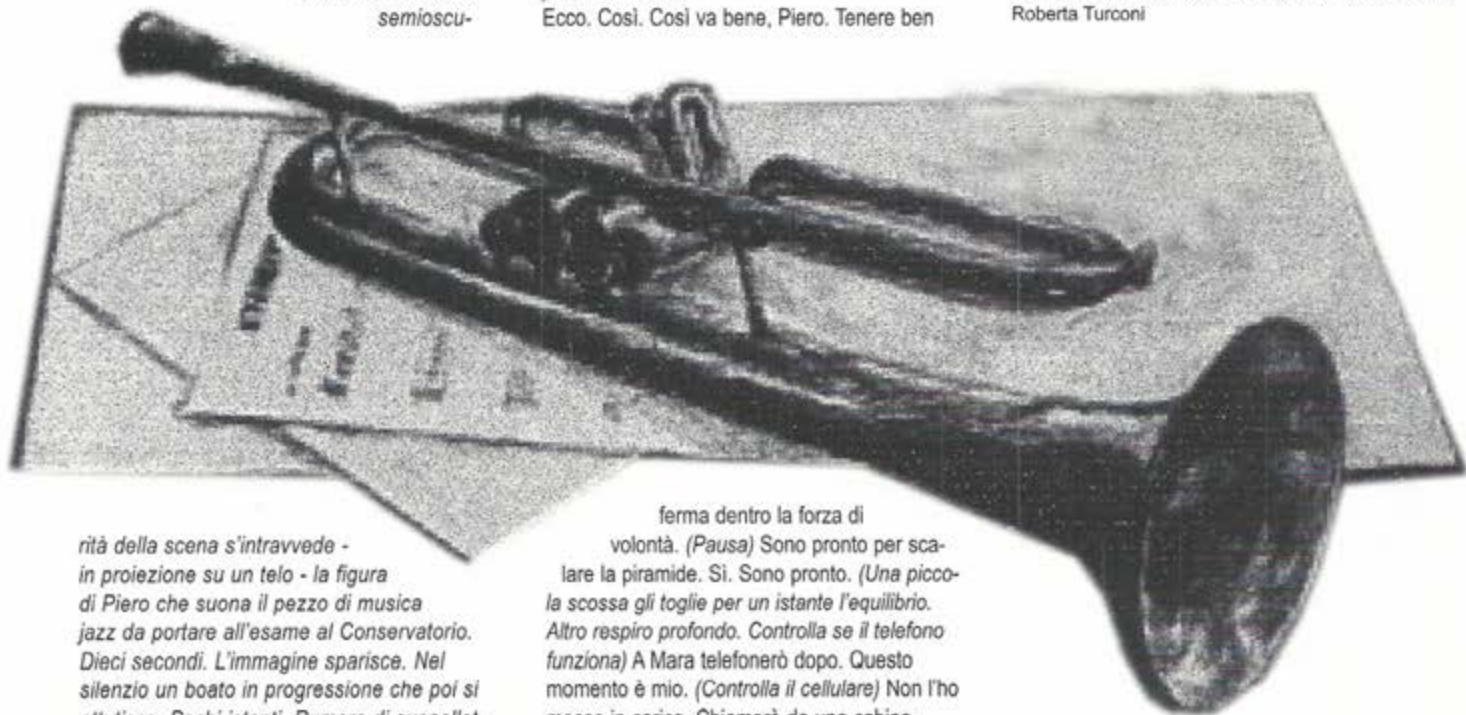 semioscu-
rità della scena s'intravvede -
in proiezione su un telo - la figura
di Piero che suona il pezzo di musica
jazz da portare all'esame al Conservatorio.
Dieci secondi. L'immagine sparisce. Nel
silenzio un boato in progressione che poi si
Ecco. Così. Così va bene, Piero. Tenere ben
ferma dentro la forza di
volontà. (Pausa) Sono pronto per sca-
lare la piramide. Sì. Sono pronto. (Una picco-
la scossa gli toglie per un istante l'equilibrio.
Altro respiro profondo. Controlla se il telefono
funziona) A Mara telefonerò dopo. Questo
momento è mio. (Controlla il cellulare) Non l'ho
Roberta Turconi